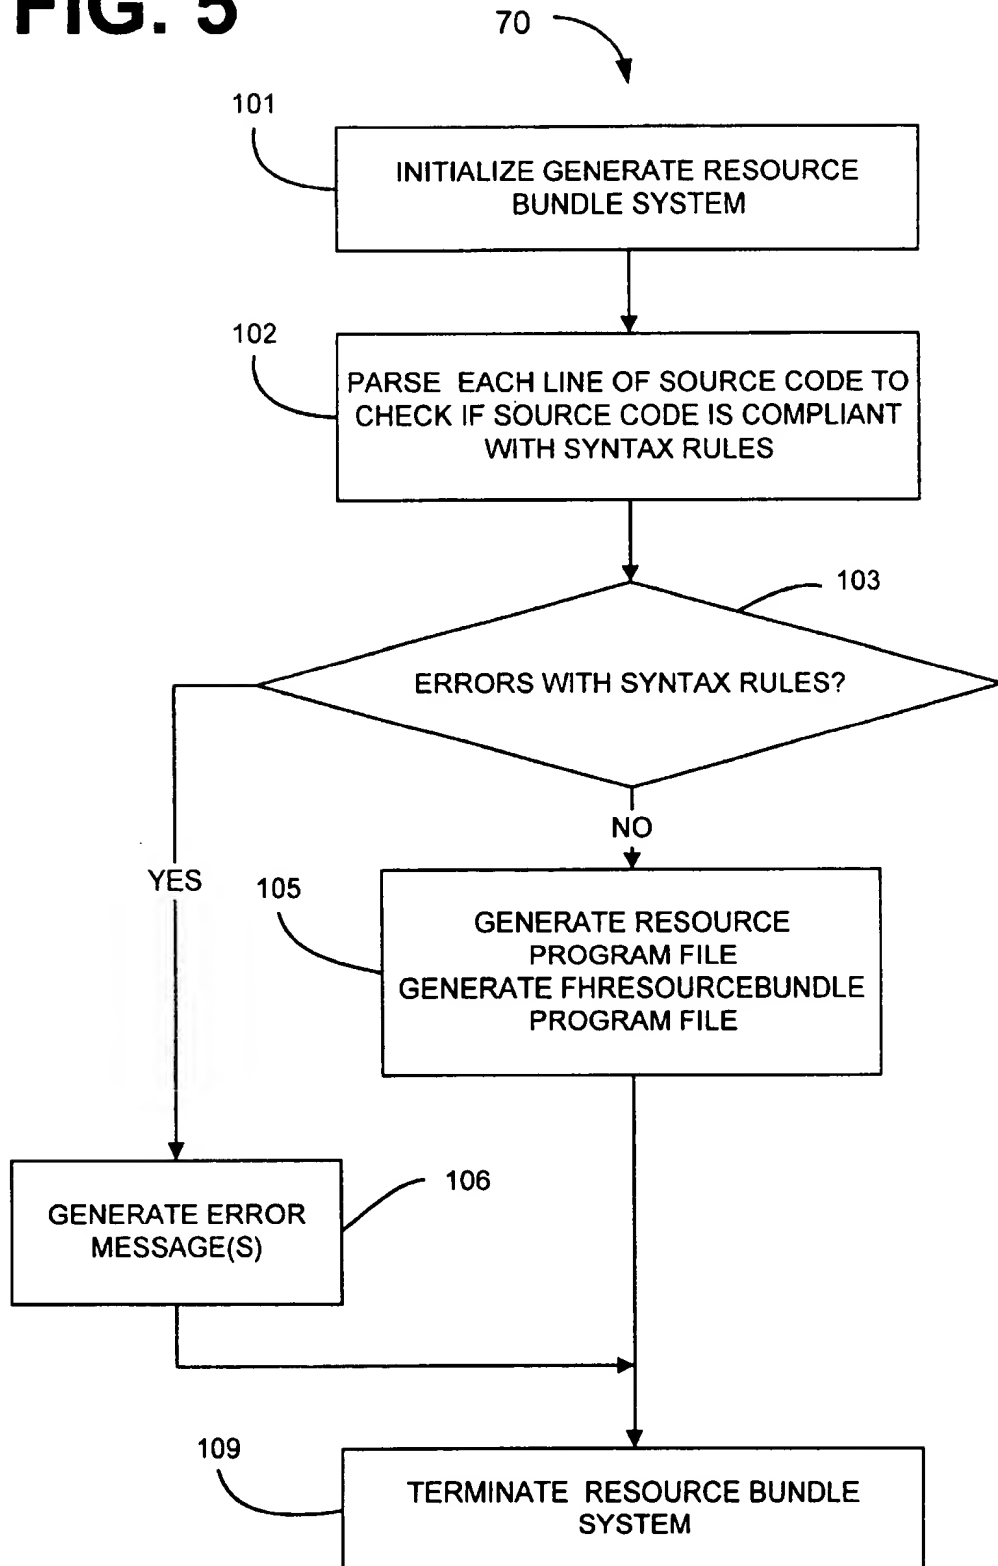 FIG. 5
70
101
INITIALIZE GENERATE RESOURCE
BUNDLE SYSTEM
102
PARSE EACH LINE OF SOURCE CODE TO
CHECK IF SOURCE CODE IS COMPLIANT
WITH SYNTAX RULES
103
ERRORS WITH SYNTAX RULES?
NO
YES
105
GENERATE RESOURCE
PROGRAM FILE
GENERATE FHRESOURCEBUNDLE
PROGRAM FILE
106
GENERATE ERROR
MESSAGE(S)
109
TERMINATE RESOURCE BUNDLE
SYSTEM